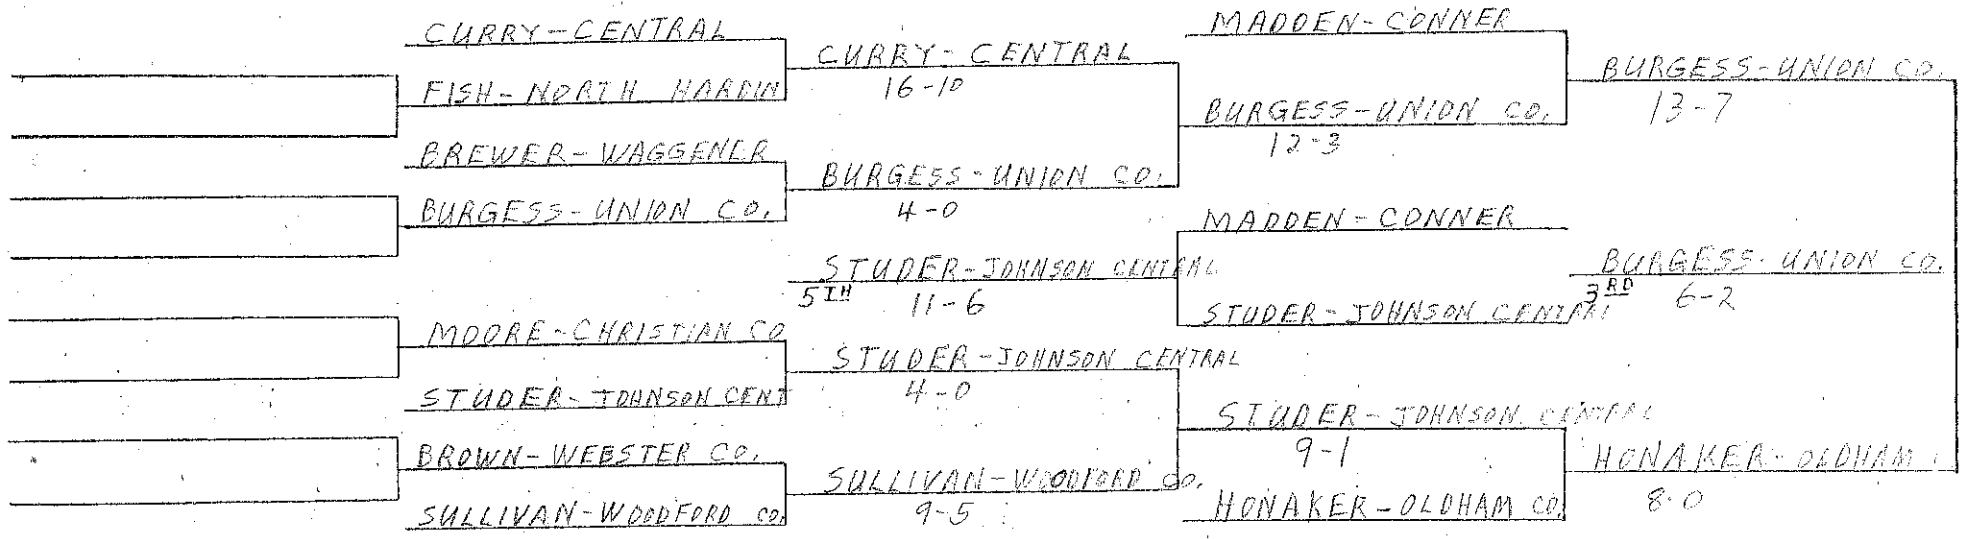 CURRY-CENTRAL
FISH-NORTH HARDIN
BREWER-WAGGENER
BURGESS-UNION CO.
MOORE-CHRISTIAN CO
STUDER-JOHNSON CENT
BROWN-WEBSTER CO.
SULLIVAN-WOODFORD CO.
CURRY-CENTRAL
16-10
BURGESS-UNION CO.
4-0
STUDER-JOHNSON CENTRAL
5TH 11-6
STUDER-JOHNSON CENTRAL
4-0
SULLIVAN-WOODFORD CO.
9-5
MADDEN-CONNER
BURGESS-UNION CO.
12-3
MADDEN-CONNER
STUDER-JOHNSON CENTRAL
STUDER-JOHNSON CENTRAL
9-1
HONAKER-OLDHAM CO.
BURGESS-UNION CO.
13-7
BURGESS-UNION CO.
3RD 6-2
HONAKER-OLDHAM
8-0